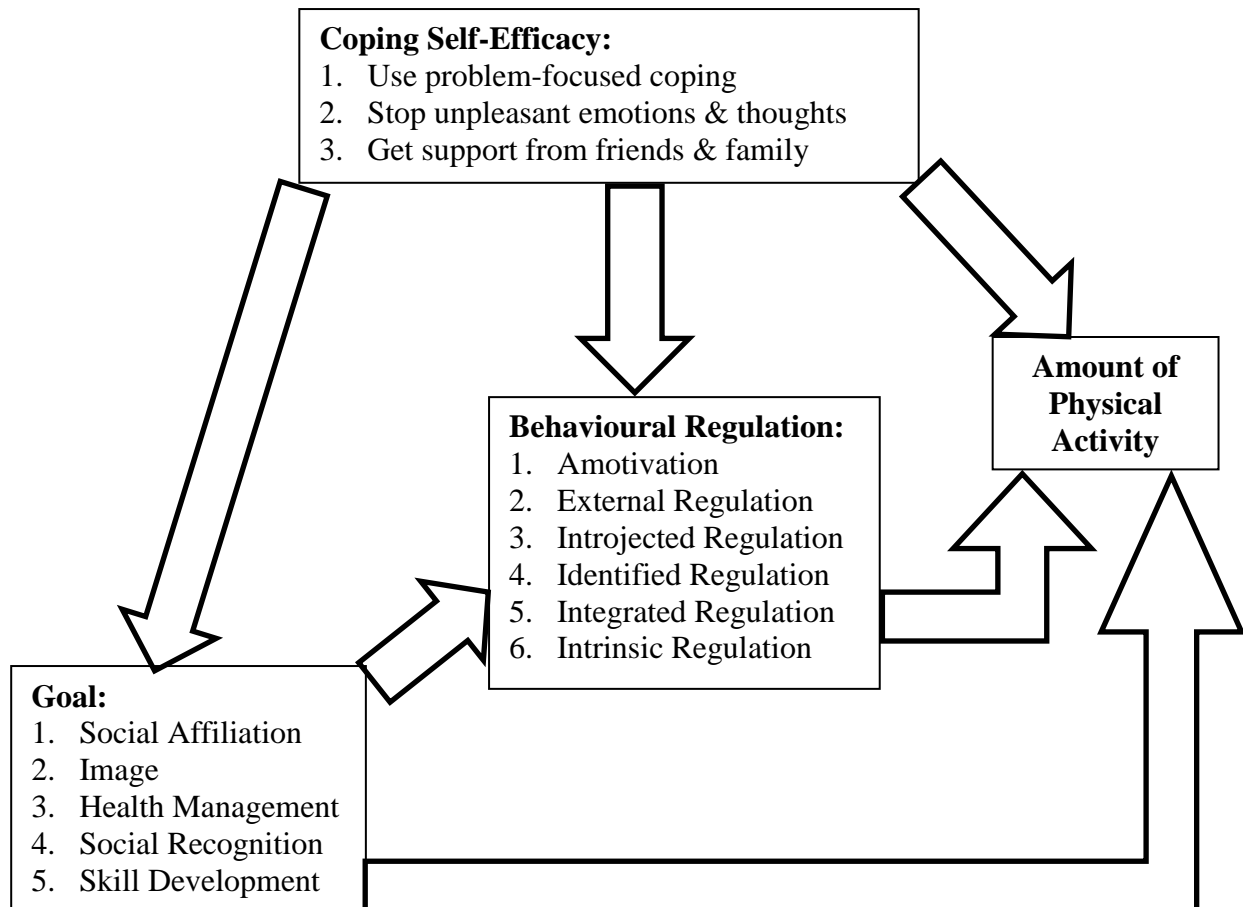 Coping Self-Efficacy:
1. Use problem-focused coping
2. Stop unpleasant emotions & thoughts
3. Get support from friends & family
Amount of
Physical
Activity
Behavioural Regulation:
1. Amotivation
2. External Regulation
3. Introjected Regulation
4. Identified Regulation
5. Integrated Regulation
6. Intrinsic Regulation
Goal:
1. Social Affiliation
2. Image
3. Health Management
4. Social Recognition
5. Skill Development